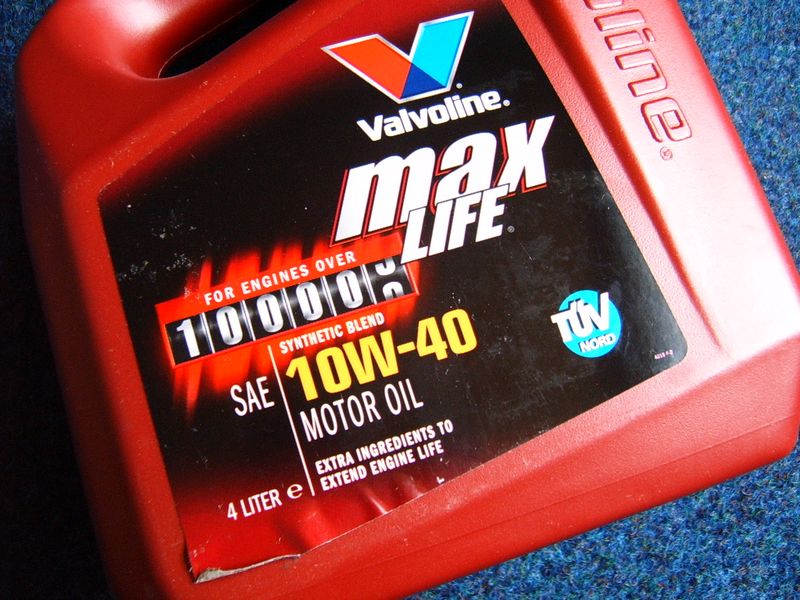 Valvoline®
max
LIFE®
FOR ENGINES OVER
100000
SYNTHETIC BLEND
SAE 10W-40
MOTOR OIL
EXTRA INGREDIENTS TO
EXTEND ENGINE LIFE
4 LITER e
TÜV
NORD
oline®